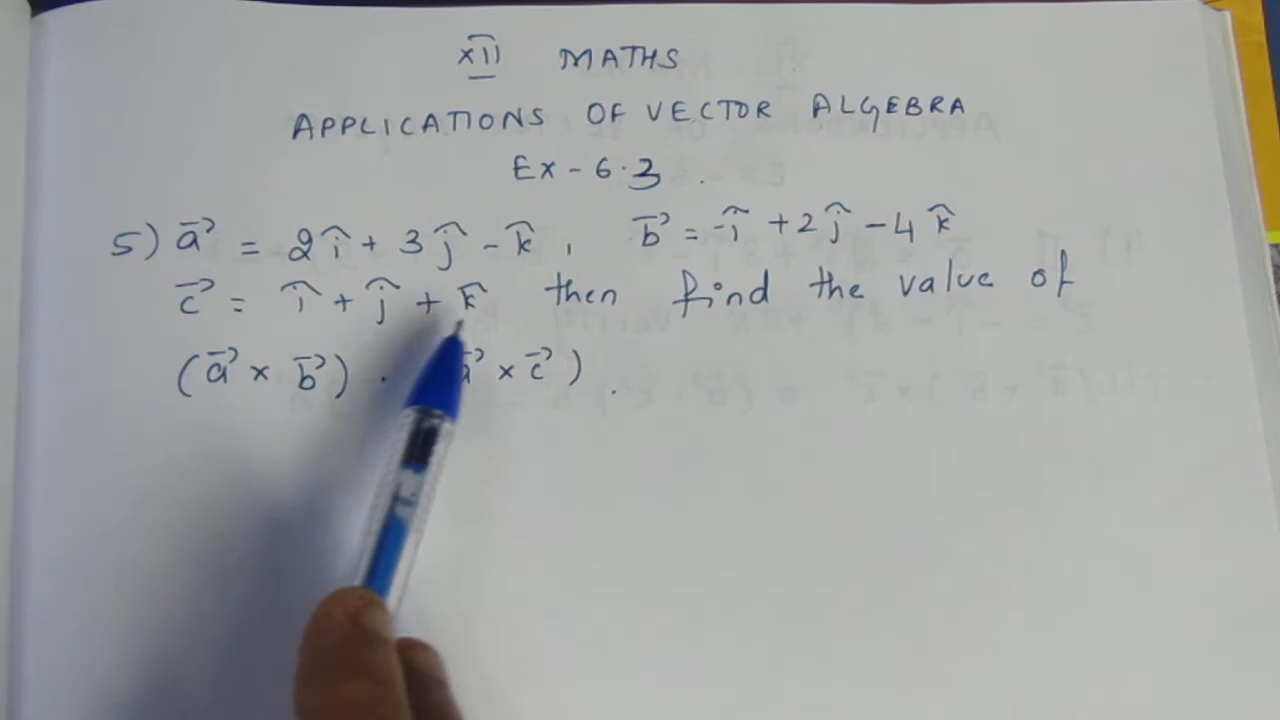 XII MATHS
APPLICATIONS OF VECTOR ALGEBRA
Ex - 6.3.
5) a⃗ = 2î + 3ĵ - k̂, b⃗ = -î + 2ĵ - 4k̂
c⃗ = î + ĵ + k̂ then find the value of
(a⃗ × b⃗) · a⃗ × c⃗).